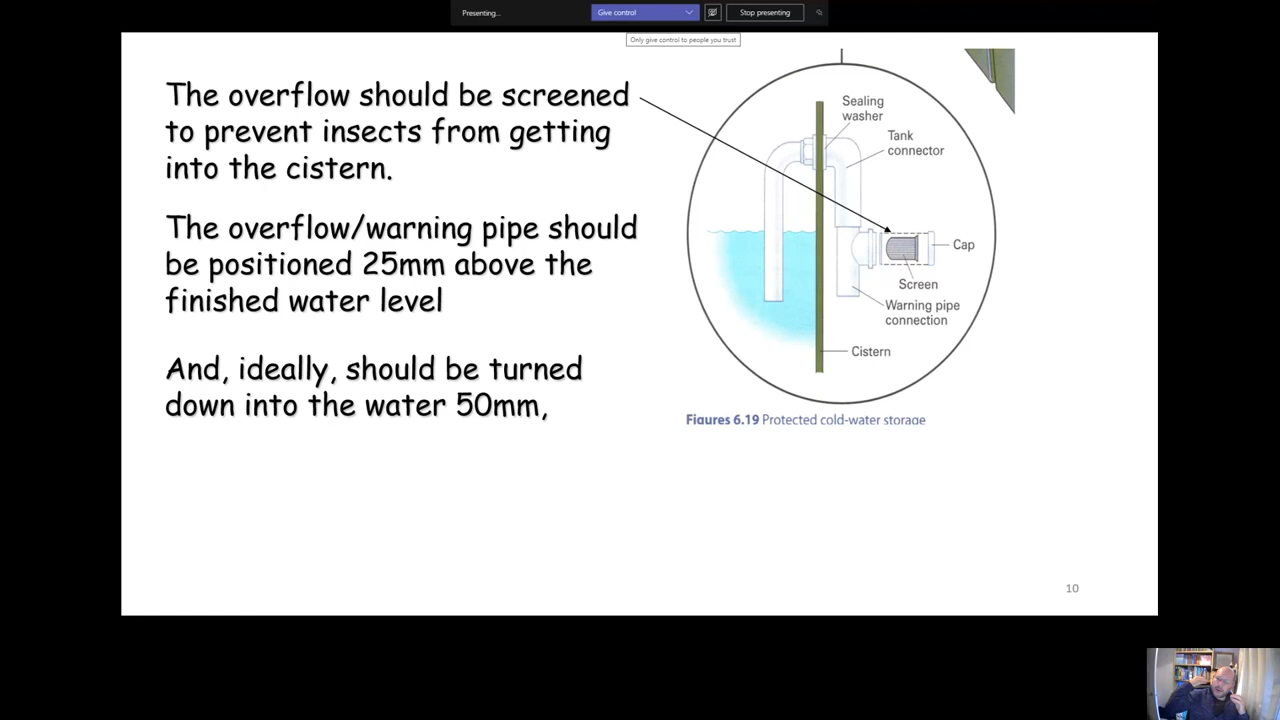 Presenting...
Give control
Stop presenting
Only give control to people you trust
The overflow should be screened
to prevent insects from getting
into the cistern.
The overflow/warning pipe should
be positioned 25mm above the
finished water level
And, ideally, should be turned
down into the water 50mm,
Sealing
washer
Tank
connector
Cap
Screen
Warning pipe
connection
Cistern
Figures 6.19 Protected cold-water storage
10